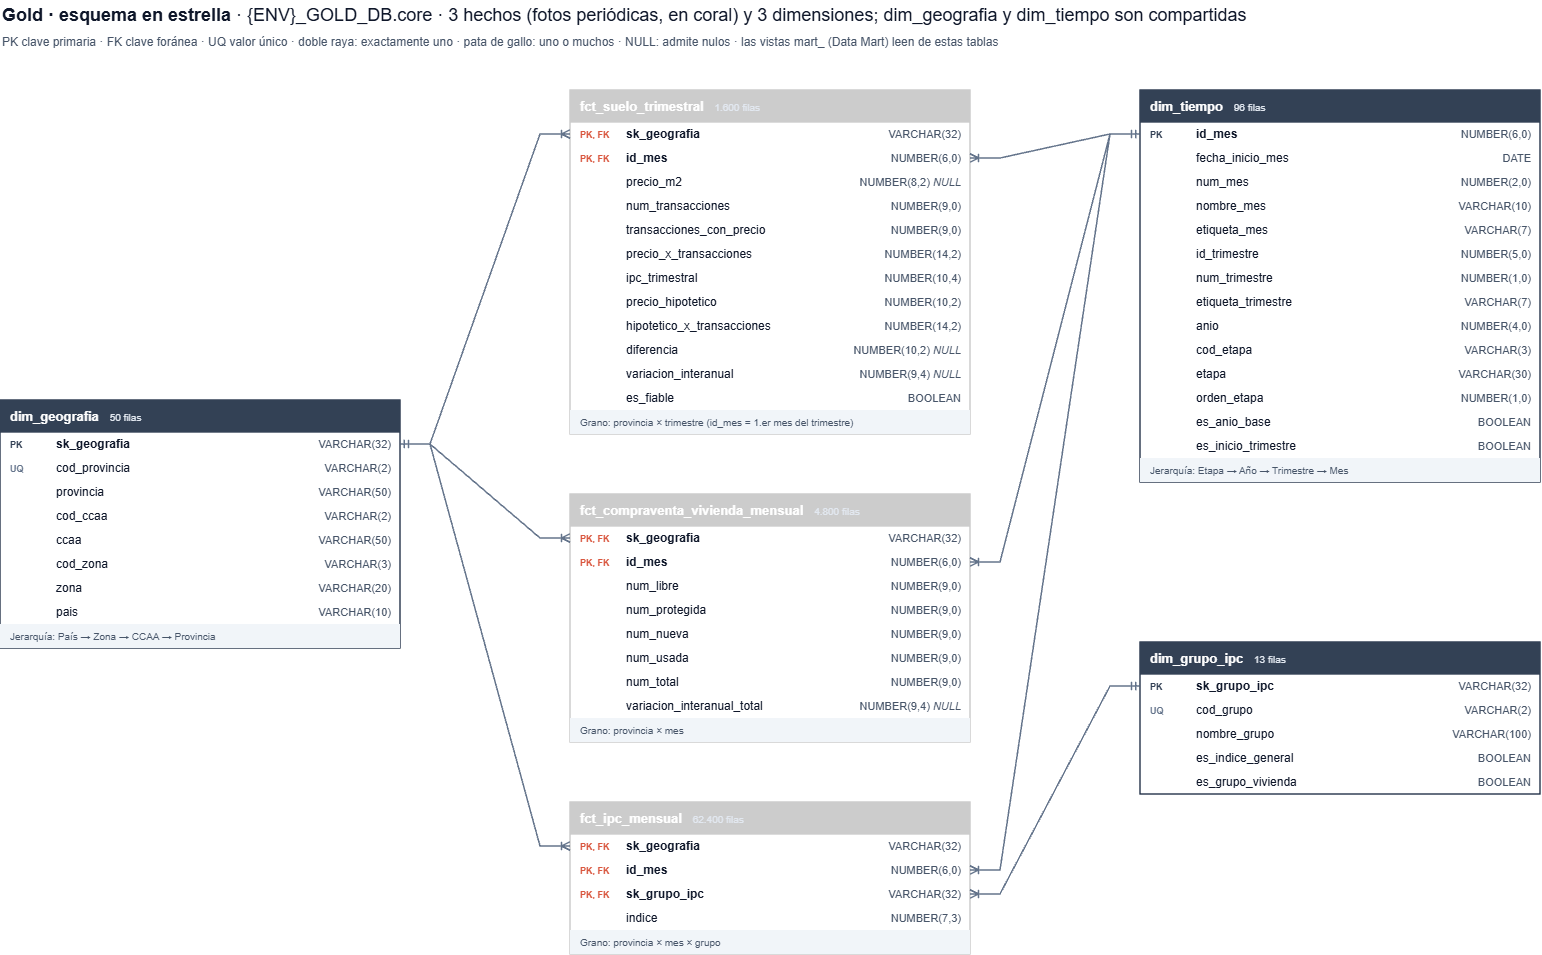 Gold · esquema en estrella · {ENV}_GOLD_DB.core · 3 hechos (fotos periódicas, en coral) y 3 dimensiones; dim_geografia y dim_tiempo son compartidas
PK clave primaria · FK clave foránea · UQ valor único · doble raya: exactamente uno · pata de gallo: uno o muchos · NULL: admite nulos · las vistas mart_ (Data Mart) leen de estas tablas
dim_geografia 50 filas
PK sk_geografia VARCHAR(32)
UQ cod_provincia VARCHAR(2)
provincia VARCHAR(50)
cod_ccaa VARCHAR(2)
ccaa VARCHAR(50)
cod_zona VARCHAR(3)
zona VARCHAR(20)
pais VARCHAR(10)
Jerarquía: País → Zona → CCAA → Provincia
fct_suelo_trimestral 1.600 filas
PK, FK sk_geografia VARCHAR(32)
PK, FK id_mes NUMBER(6,0)
precio_m2 NUMBER(8,2) NULL
num_transacciones NUMBER(9,0)
transacciones_con_precio NUMBER(9,0)
precio_x_transacciones NUMBER(14,2)
ipc_trimestral NUMBER(10,4)
precio_hipotetico NUMBER(10,2)
hipotetico_x_transacciones NUMBER(14,2)
diferencia NUMBER(10,2) NULL
variacion_interanual NUMBER(9,4) NULL
es_fiable BOOLEAN
Grano: provincia × trimestre (id_mes = 1.er mes del trimestre)
fct_compraventa_vivienda_mensual 4.800 filas
PK, FK sk_geografia VARCHAR(32)
PK, FK id_mes NUMBER(6,0)
num_libre NUMBER(9,0)
num_protegida NUMBER(9,0)
num_nueva NUMBER(9,0)
num_usada NUMBER(9,0)
num_total NUMBER(9,0)
variacion_interanual_total NUMBER(9,4) NULL
Grano: provincia × mes
fct_ipc_mensual 62.400 filas
PK, FK sk_geografia VARCHAR(32)
PK, FK id_mes NUMBER(6,0)
PK, FK sk_grupo_ipc VARCHAR(32)
indice NUMBER(7,3)
Grano: provincia × mes × grupo
dim_tiempo 96 filas
PK id_mes NUMBER(6,0)
fecha_inicio_mes DATE
num_mes NUMBER(2,0)
nombre_mes VARCHAR(10)
etiqueta_mes VARCHAR(7)
id_trimestre NUMBER(5,0)
num_trimestre NUMBER(1,0)
etiqueta_trimestre VARCHAR(7)
anio NUMBER(4,0)
cod_etapa VARCHAR(3)
etapa VARCHAR(30)
orden_etapa NUMBER(1,0)
es_anio_base BOOLEAN
es_inicio_trimestre BOOLEAN
Jerarquía: Etapa → Año → Trimestre → Mes
dim_grupo_ipc 13 filas
PK sk_grupo_ipc VARCHAR(32)
UQ cod_grupo VARCHAR(2)
nombre_grupo VARCHAR(100)
es_indice_general BOOLEAN
es_grupo_vivienda BOOLEAN